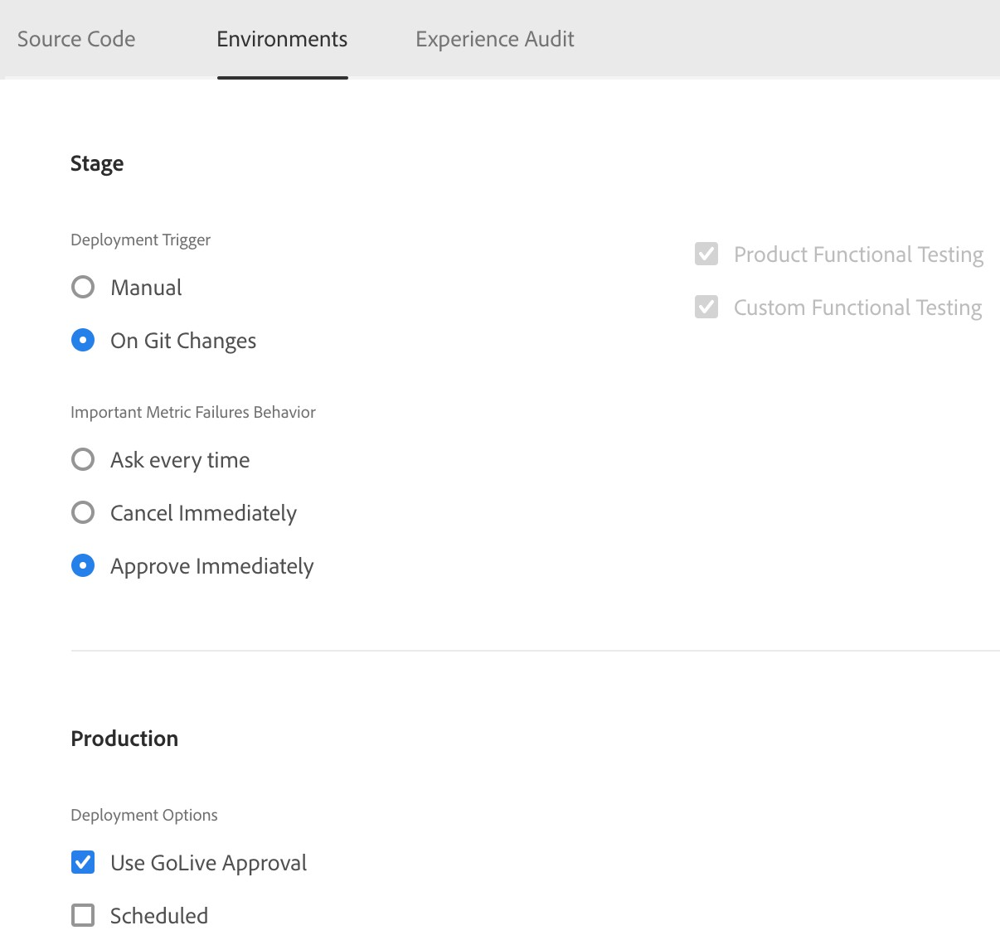 Source Code Environments Experience Audit
Stage
Deployment Trigger
Manual
On Git Changes
Product Functional Testing
Custom Functional Testing
Important Metric Failures Behavior
Ask every time
Cancel Immediately
Approve Immediately
Production
Deployment Options
Use GoLive Approval
Scheduled